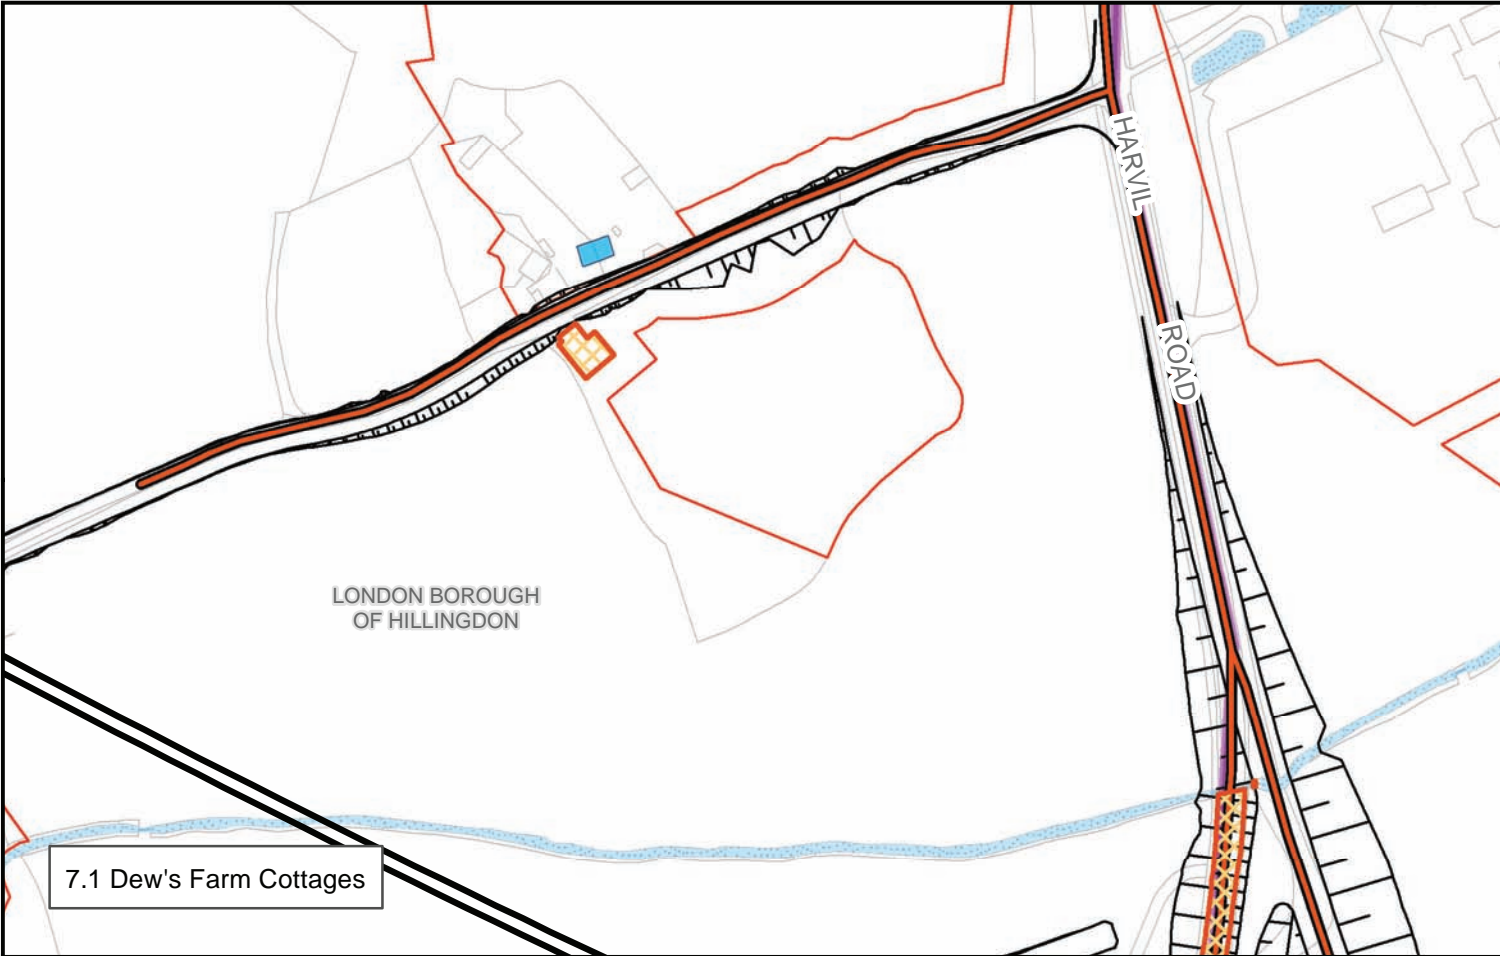 HARVIL
ROAD
LONDON BOROUGH
OF HILLINGDON
7.1 Dew's Farm Cottages